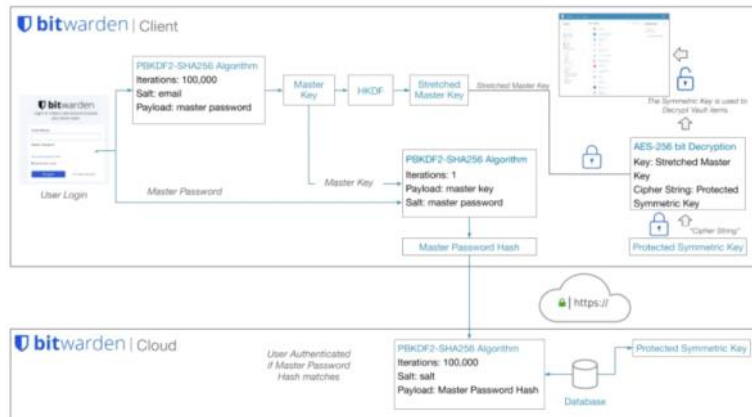 bitwarden | Client
PBKDF2-SHA256 Algorithm
Iterations: 100,000
Salt: email
Payload: master password
Master
Key
HKDF
Stretched
Master Key
Stretched Master Key
The Symmetric Key is used to
Decrypt Vault items
bitwarden
User Login
Master Password
Master Key
PBKDF2-SHA256 Algorithm
Iterations: 1
Payload: master key
Salt: master password
AES-256 bit Decryption
Key: Stretched Master
Key
Cipher String: Protected
Symmetric Key
"Cipher String"
Protected Symmetric Key
Master Password Hash
https://
bitwarden | Cloud
User Authenticated
if Master Password
Hash matches
PBKDF2-SHA256 Algorithm
Iterations: 100,000
Salt: salt
Payload: Master Password Hash
Database
Protected Symmetric Key